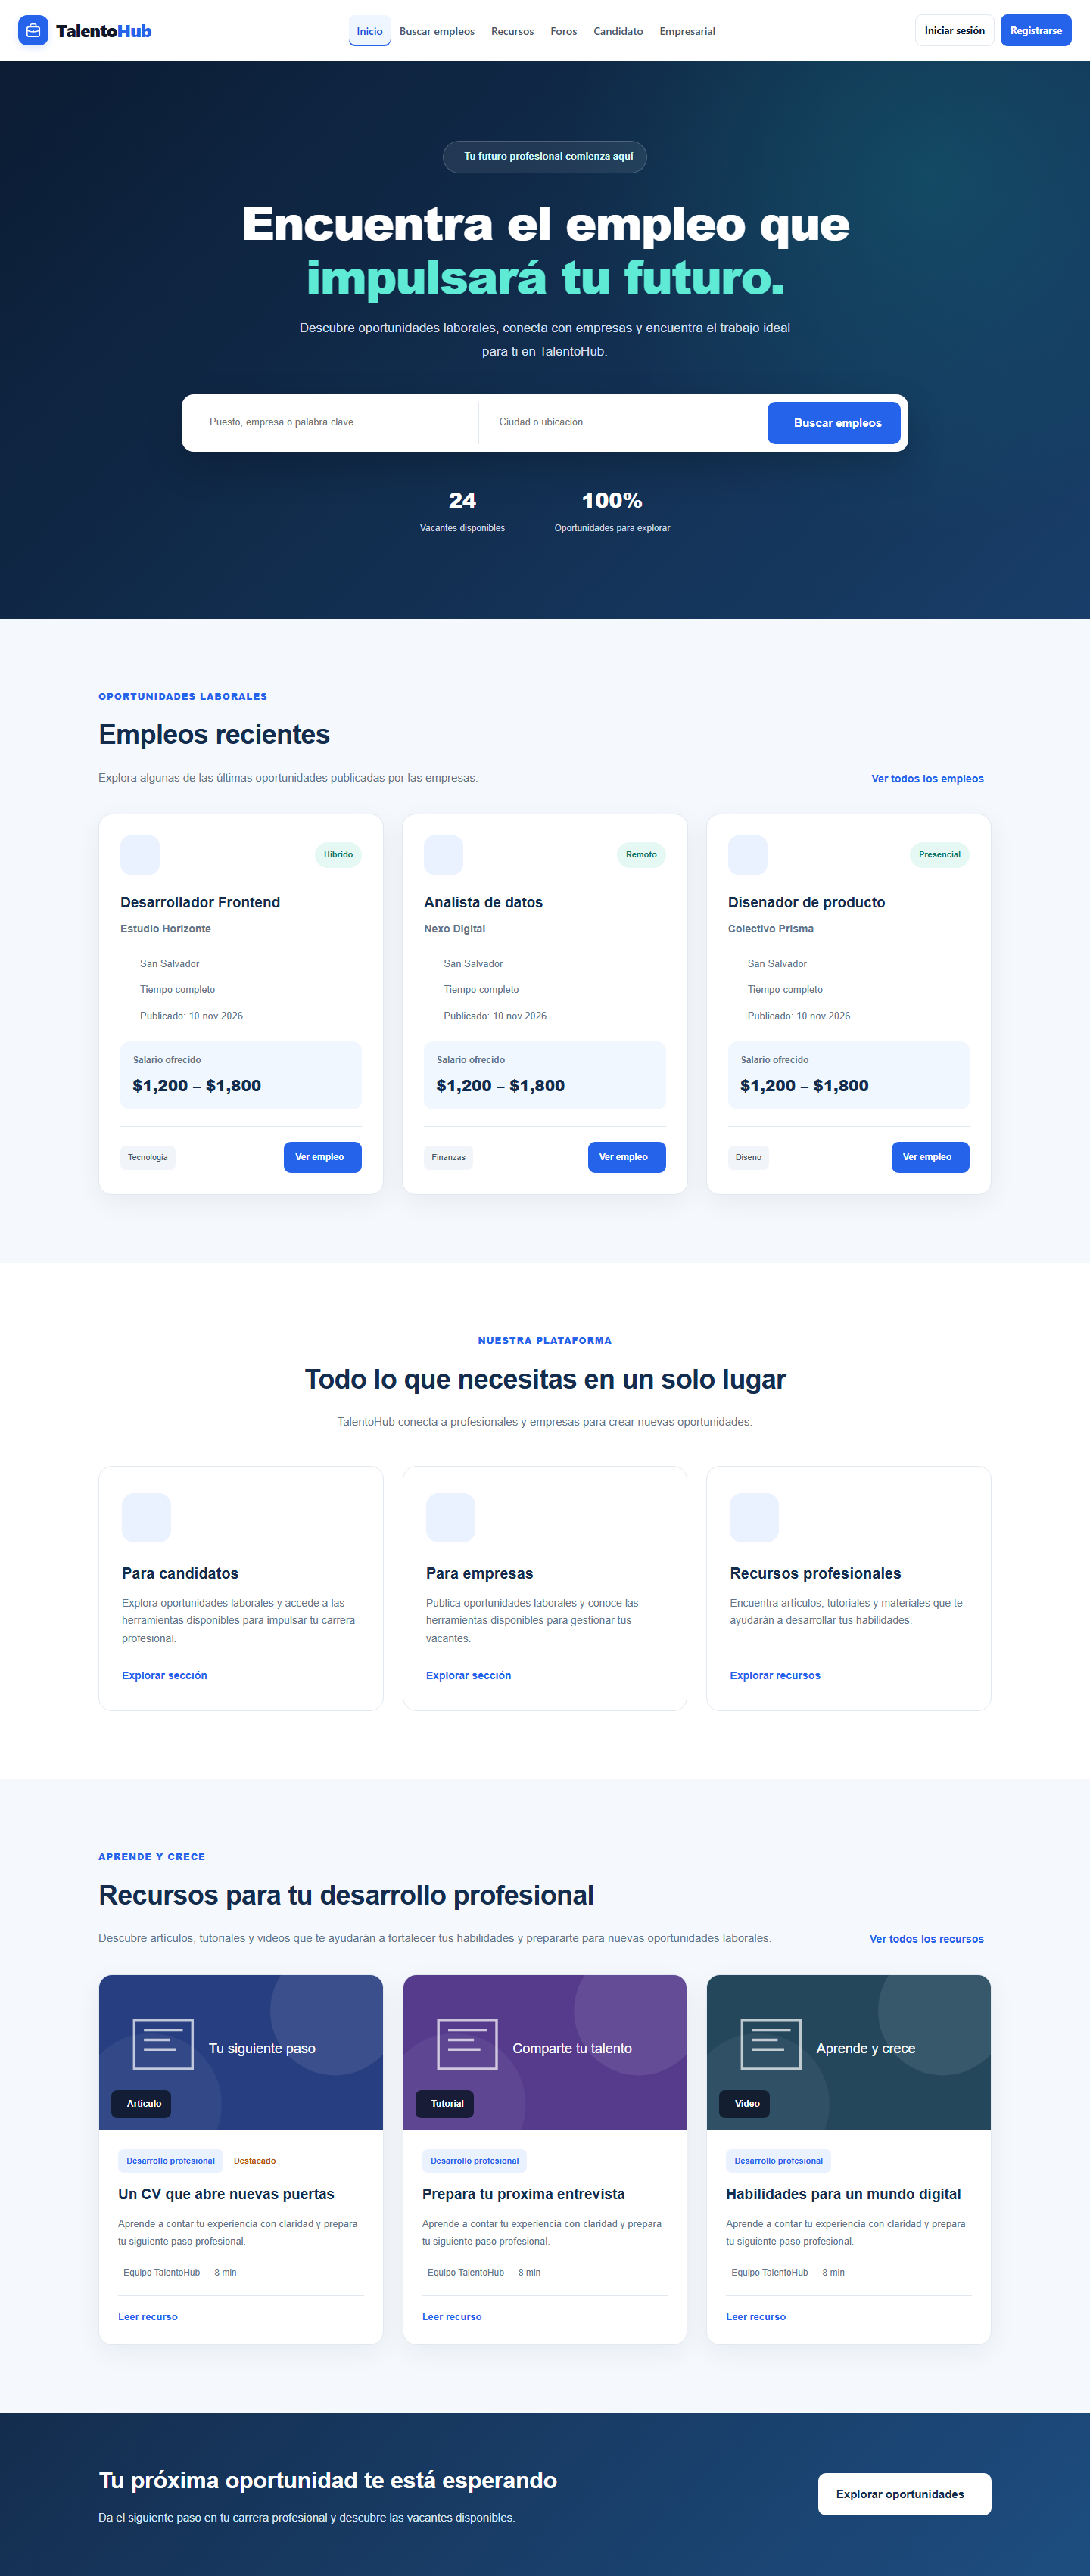 TalentoHub
Inicio
Buscar empleos
Recursos
Foros
Candidato
Empresarial
Iniciar sesión
Registrarse
Tu futuro profesional comienza aquí
Encuentra el empleo que
impulsará tu futuro.
Descubre oportunidades laborales, conecta con empresas y encuentra el trabajo ideal
para ti en TalentoHub.
Puesto, empresa o palabra clave
Ciudad o ubicación
Buscar empleos
24
Vacantes disponibles
100%
Oportunidades para explorar
OPORTUNIDADES LABORALES
Empleos recientes
Explora algunas de las últimas oportunidades publicadas por las empresas.
Ver todos los empleos
Híbrido
Desarrollador Frontend
Estudio Horizonte
San Salvador
Tiempo completo
Publicado: 10 nov 2026
Salario ofrecido
$1,200 – $1,800
Tecnologia
Ver empleo
Remoto
Analista de datos
Nexo Digital
San Salvador
Tiempo completo
Publicado: 10 nov 2026
Salario ofrecido
$1,200 – $1,800
Finanzas
Ver empleo
Presencial
Disenador de producto
Colectivo Prisma
San Salvador
Tiempo completo
Publicado: 10 nov 2026
Salario ofrecido
$1,200 – $1,800
Diseno
Ver empleo
NUESTRA PLATAFORMA
Todo lo que necesitas en un solo lugar
TalentoHub conecta a profesionales y empresas para crear nuevas oportunidades.
Para candidatos
Explora oportunidades laborales y accede a las
herramientas disponibles para impulsar tu carrera
profesional.
Explorar sección
Para empresas
Publica oportunidades laborales y conoce las
herramientas disponibles para gestionar tus
vacantes.
Explorar sección
Recursos profesionales
Encuentra artículos, tutoriales y materiales que te
ayudarán a desarrollar tus habilidades.
Explorar recursos
APRENDE Y CRECE
Recursos para tu desarrollo profesional
Descubre artículos, tutoriales y videos que te ayudarán a fortalecer tus habilidades y prepararte para nuevas oportunidades laborales.
Ver todos los recursos
Tu siguiente paso
Articulo
Desarrollo profesional
Destacado
Un CV que abre nuevas puertas
Aprende a contar tu experiencia con claridad y prepara
tu siguiente paso profesional.
Equipo TalentoHub
8 min
Leer recurso
Comparte tu talento
Tutorial
Desarrollo profesional
Prepara tu proxima entrevista
Aprende a contar tu experiencia con claridad y prepara
tu siguiente paso profesional.
Equipo TalentoHub
8 min
Leer recurso
Aprende y crece
Video
Desarrollo profesional
Habilidades para un mundo digital
Aprende a contar tu experiencia con claridad y prepara
tu siguiente paso profesional.
Equipo TalentoHub
8 min
Leer recurso
Tu próxima oportunidad te está esperando
Da el siguiente paso en tu carrera profesional y descubre las vacantes disponibles.
Explorar oportunidades